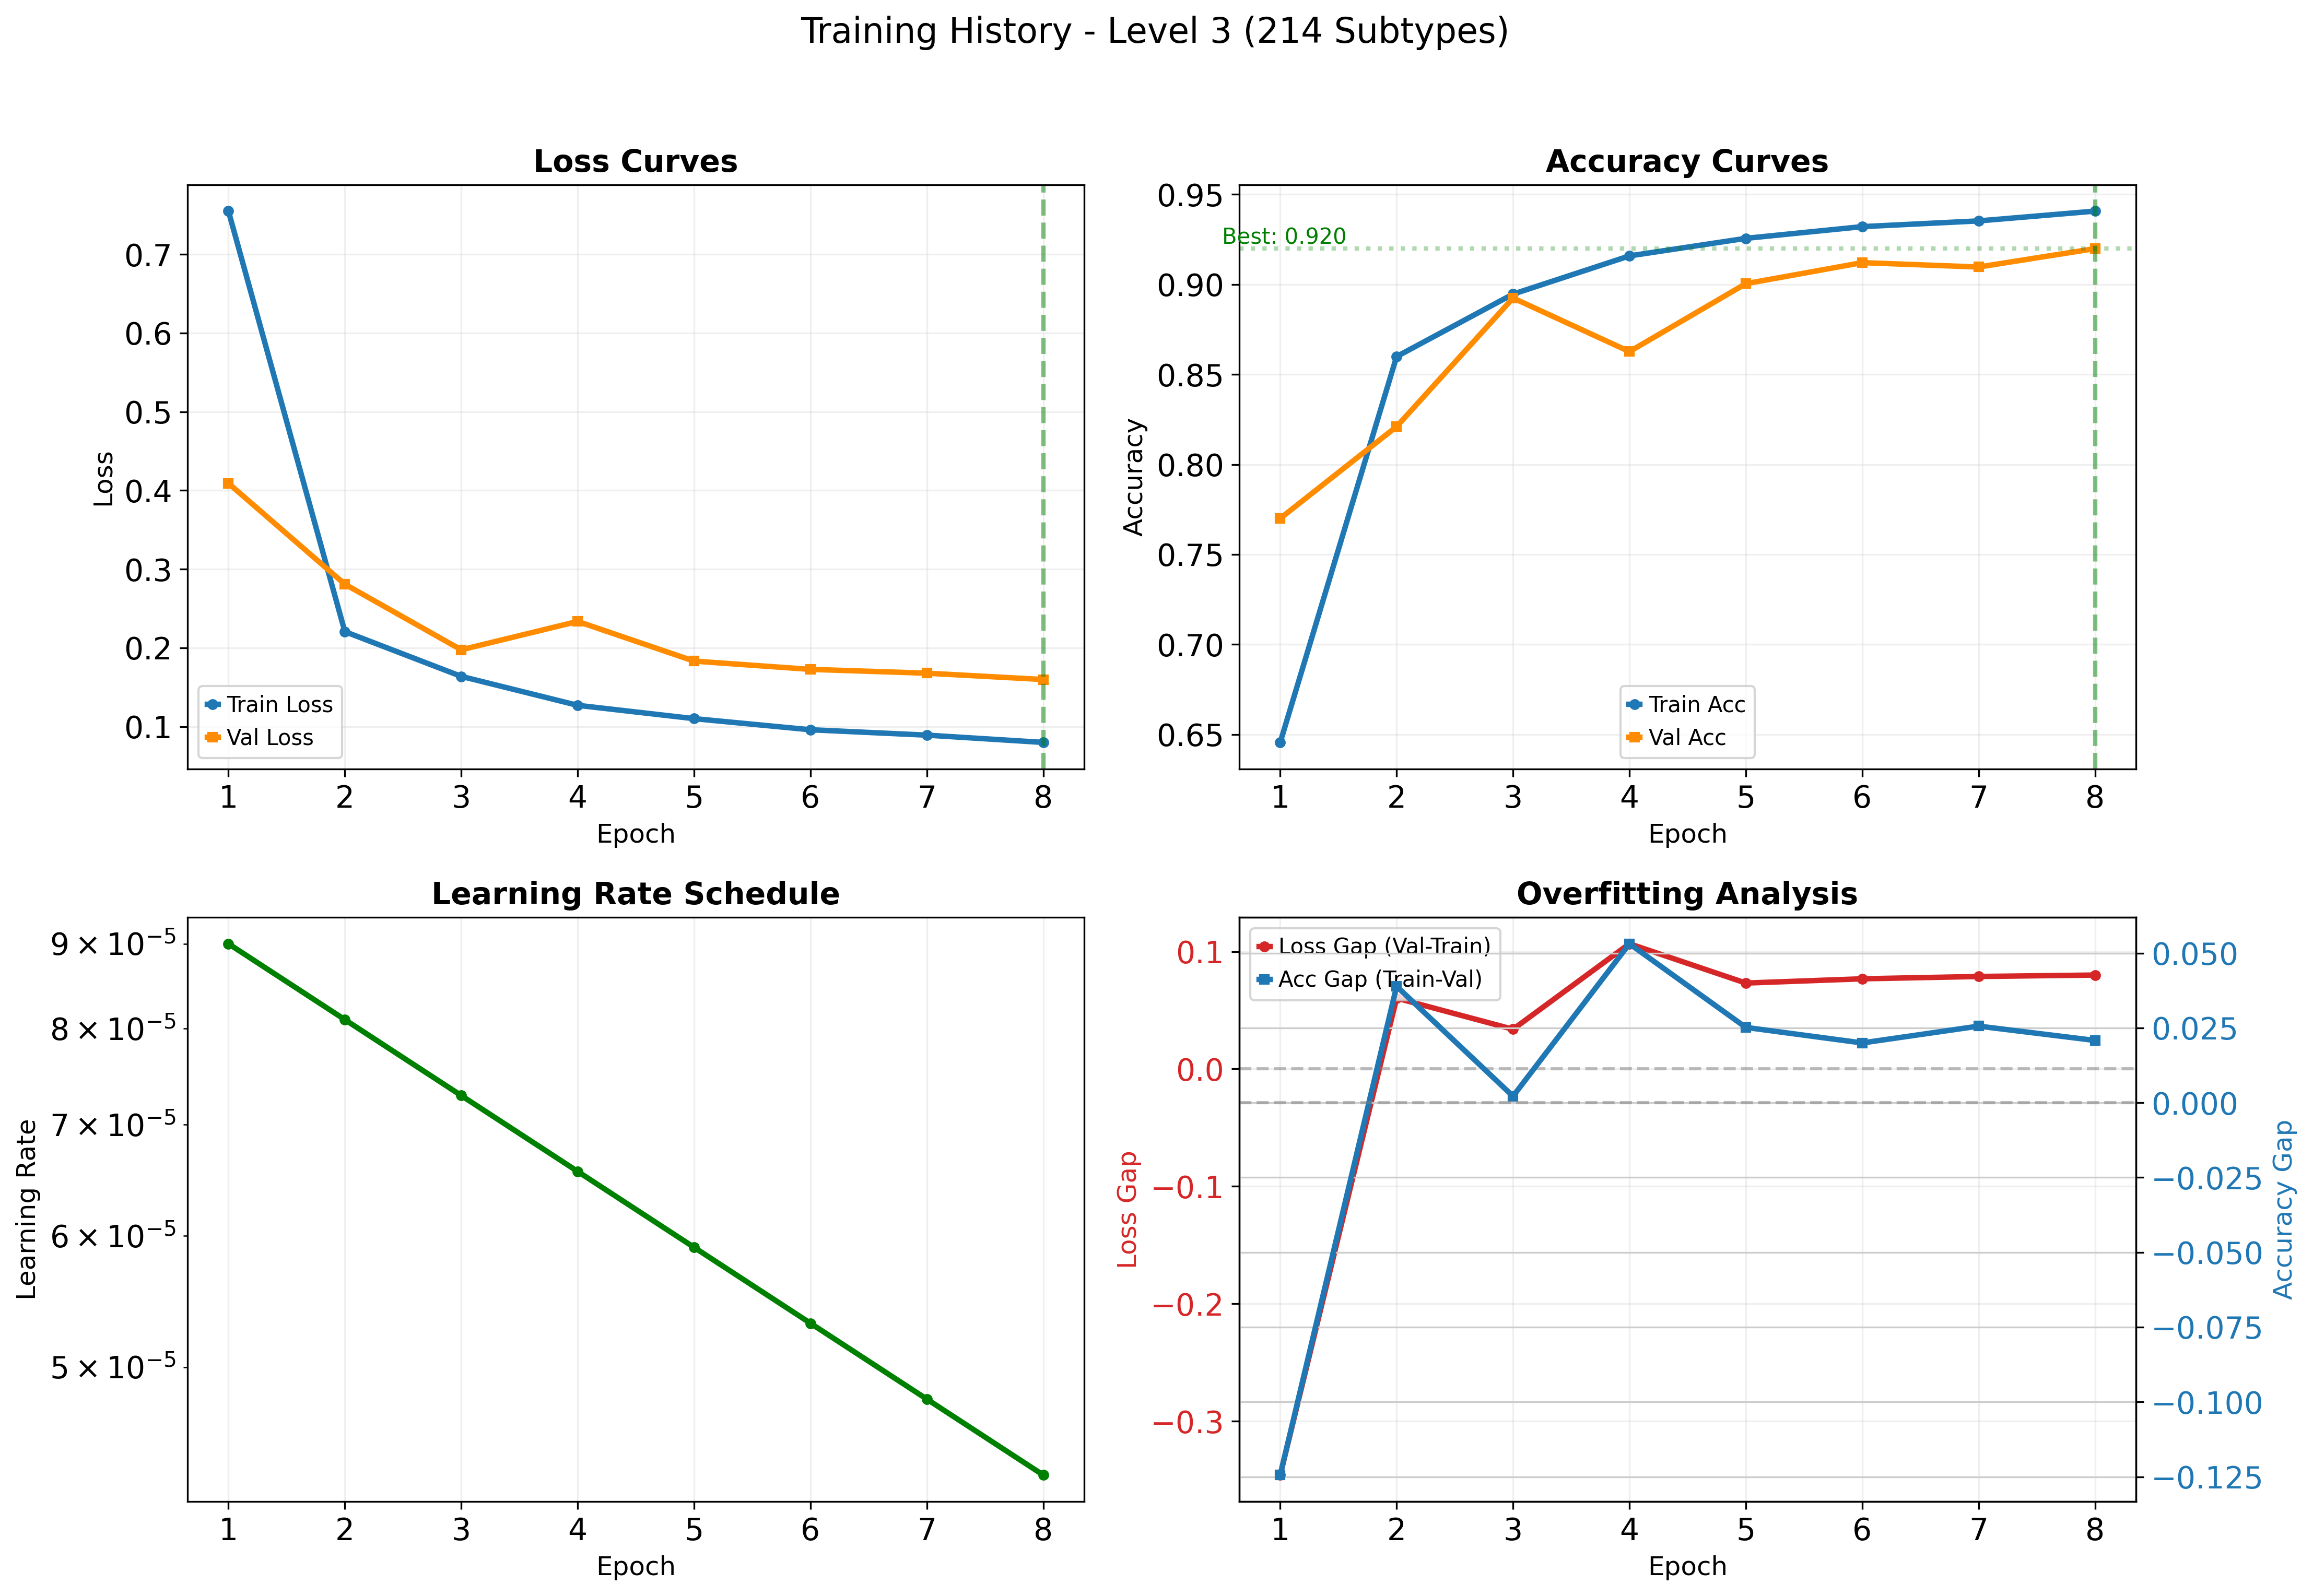 Training History - Level 3 (214 Subtypes)
Loss Curves
Loss
0.7
0.6
0.5
0.4
0.3
0.2
0.1
Train Loss
Val Loss
1 2 3 4 5 6 7 8
Epoch
Accuracy Curves
Accuracy
0.95
0.90
0.85
0.80
0.75
0.70
0.65
Best: 0.920
Train Acc
Val Acc
1 2 3 4 5 6 7 8
Epoch
Learning Rate Schedule
Learning Rate
9 × 10⁻⁵
8 × 10⁻⁵
7 × 10⁻⁵
6 × 10⁻⁵
5 × 10⁻⁵
1 2 3 4 5 6 7 8
Epoch
Overfitting Analysis
Loss Gap
0.1
0.0
−0.1
−0.2
−0.3
Loss Gap (Val-Train)
Acc Gap (Train-Val)
0.050
0.025
0.000
−0.025
−0.050
−0.075
−0.100
−0.125
Accuracy Gap
1 2 3 4 5 6 7 8
Epoch